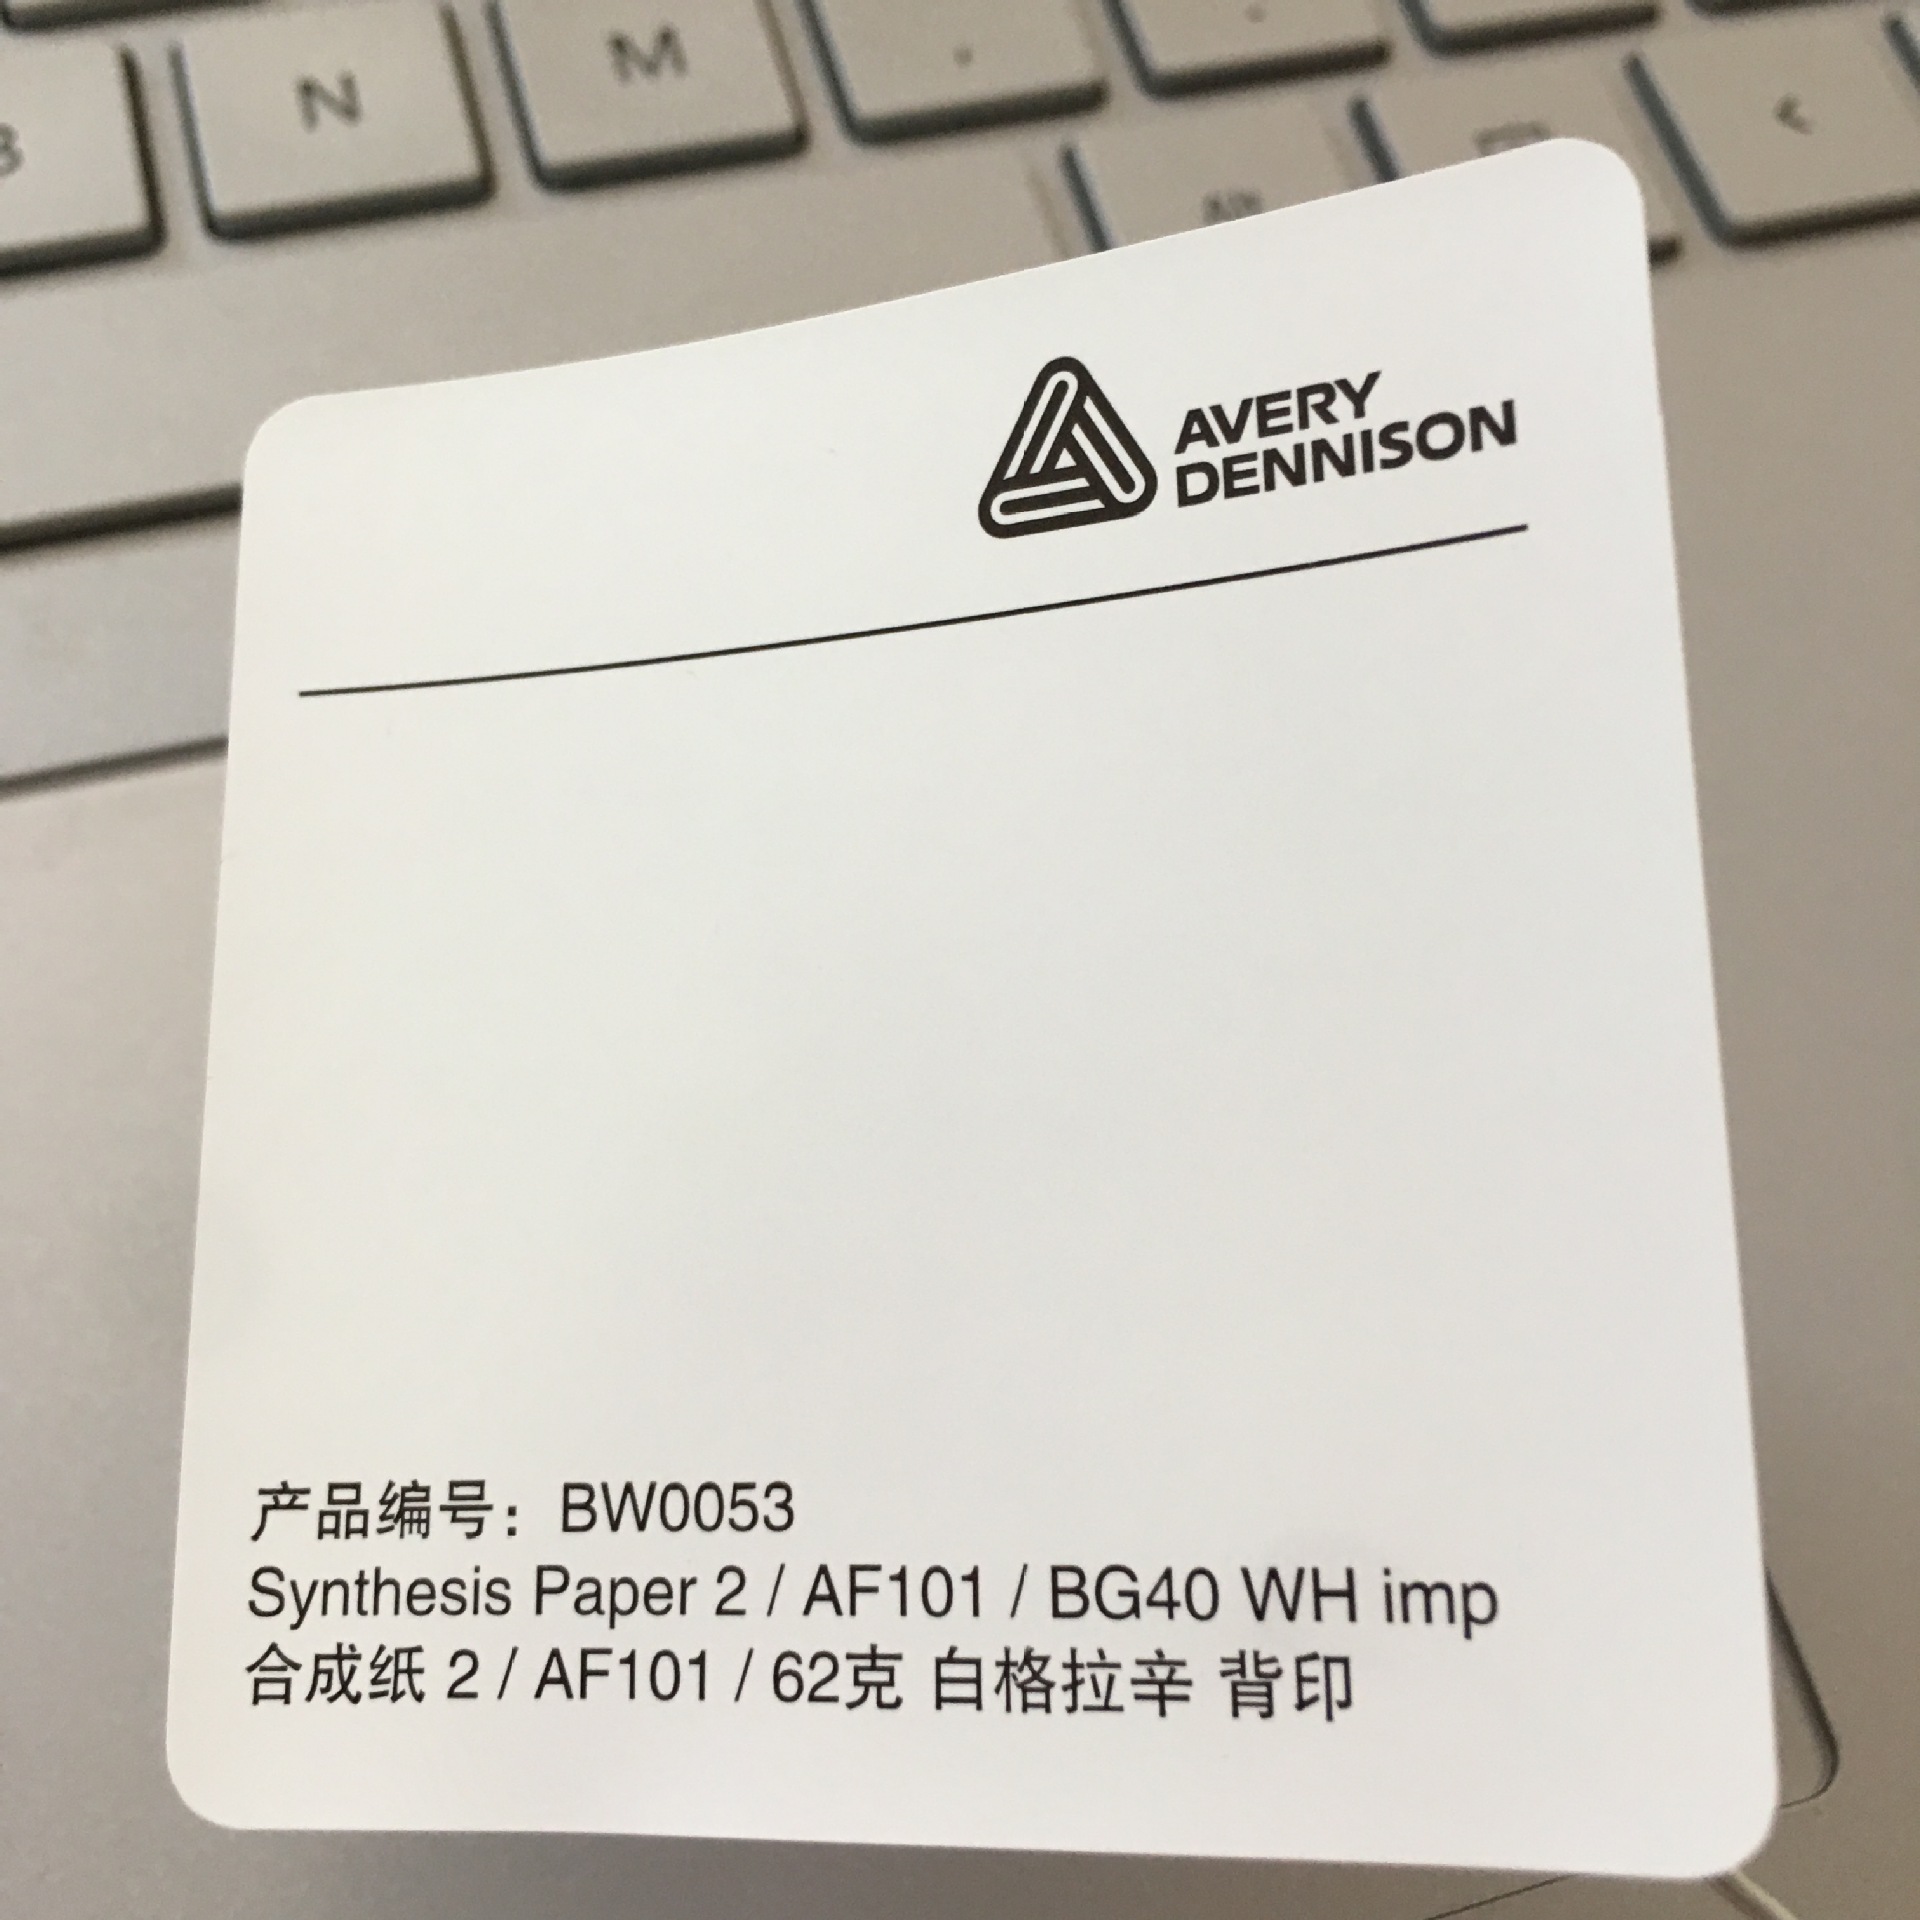 N
M
AVERY
DENNISON
产品编号：BW0053
Synthesis Paper 2 / AF101 / BG40 WH imp
合成纸 2 / AF101 / 62克 白格拉辛 背印